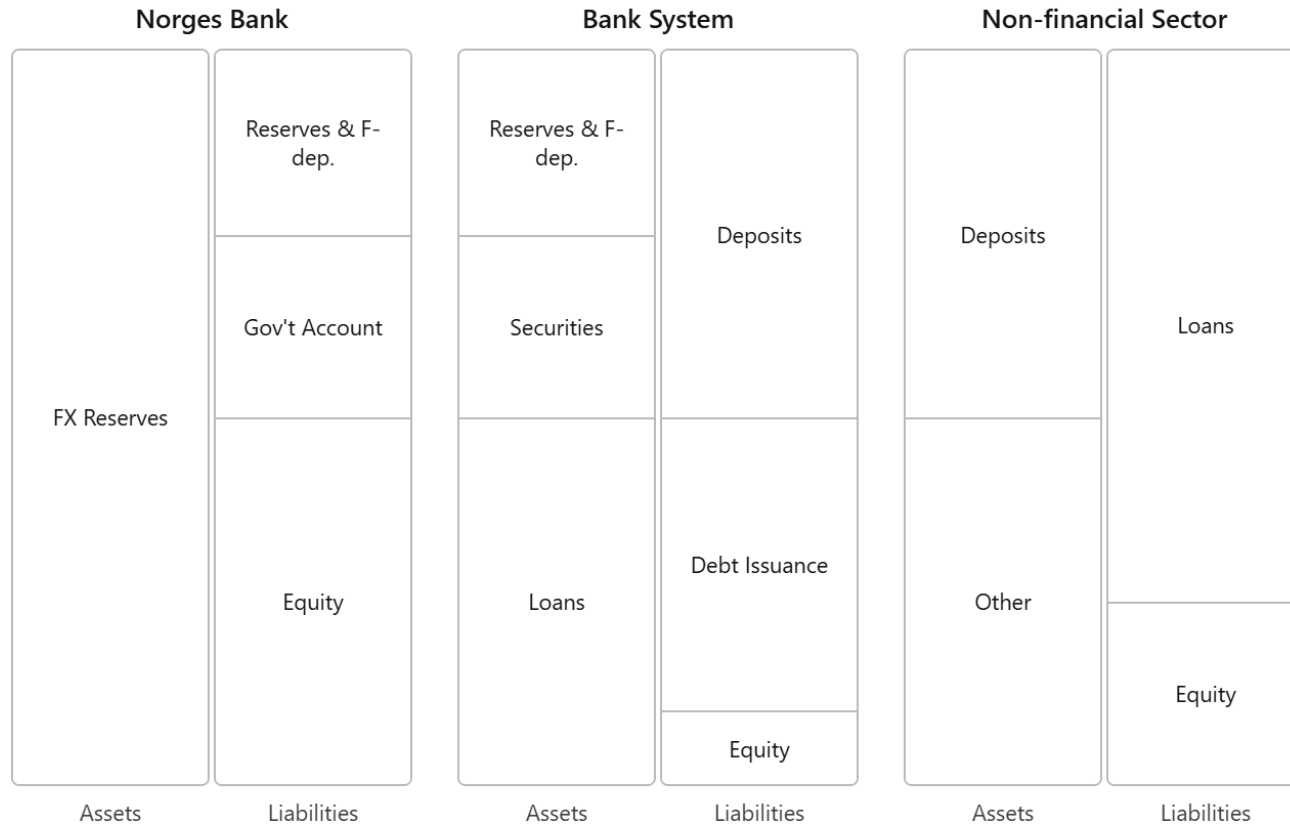 Norges Bank
Bank System
Non-financial Sector
FX Reserves
Reserves & F-
dep.
Gov't Account
Equity
Reserves & F-
dep.
Securities
Loans
Deposits
Debt Issuance
Equity
Deposits
Other
Loans
Equity
Assets
Liabilities
Assets
Liabilities
Assets
Liabilities